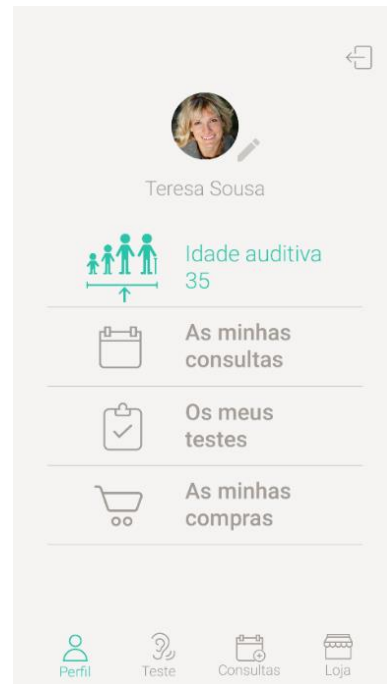 Teresa Sousa
Idade auditiva
35
As minhas
consultas
Os meus
testes
As minhas
compras
Perfil
Teste
Consultas
Loja